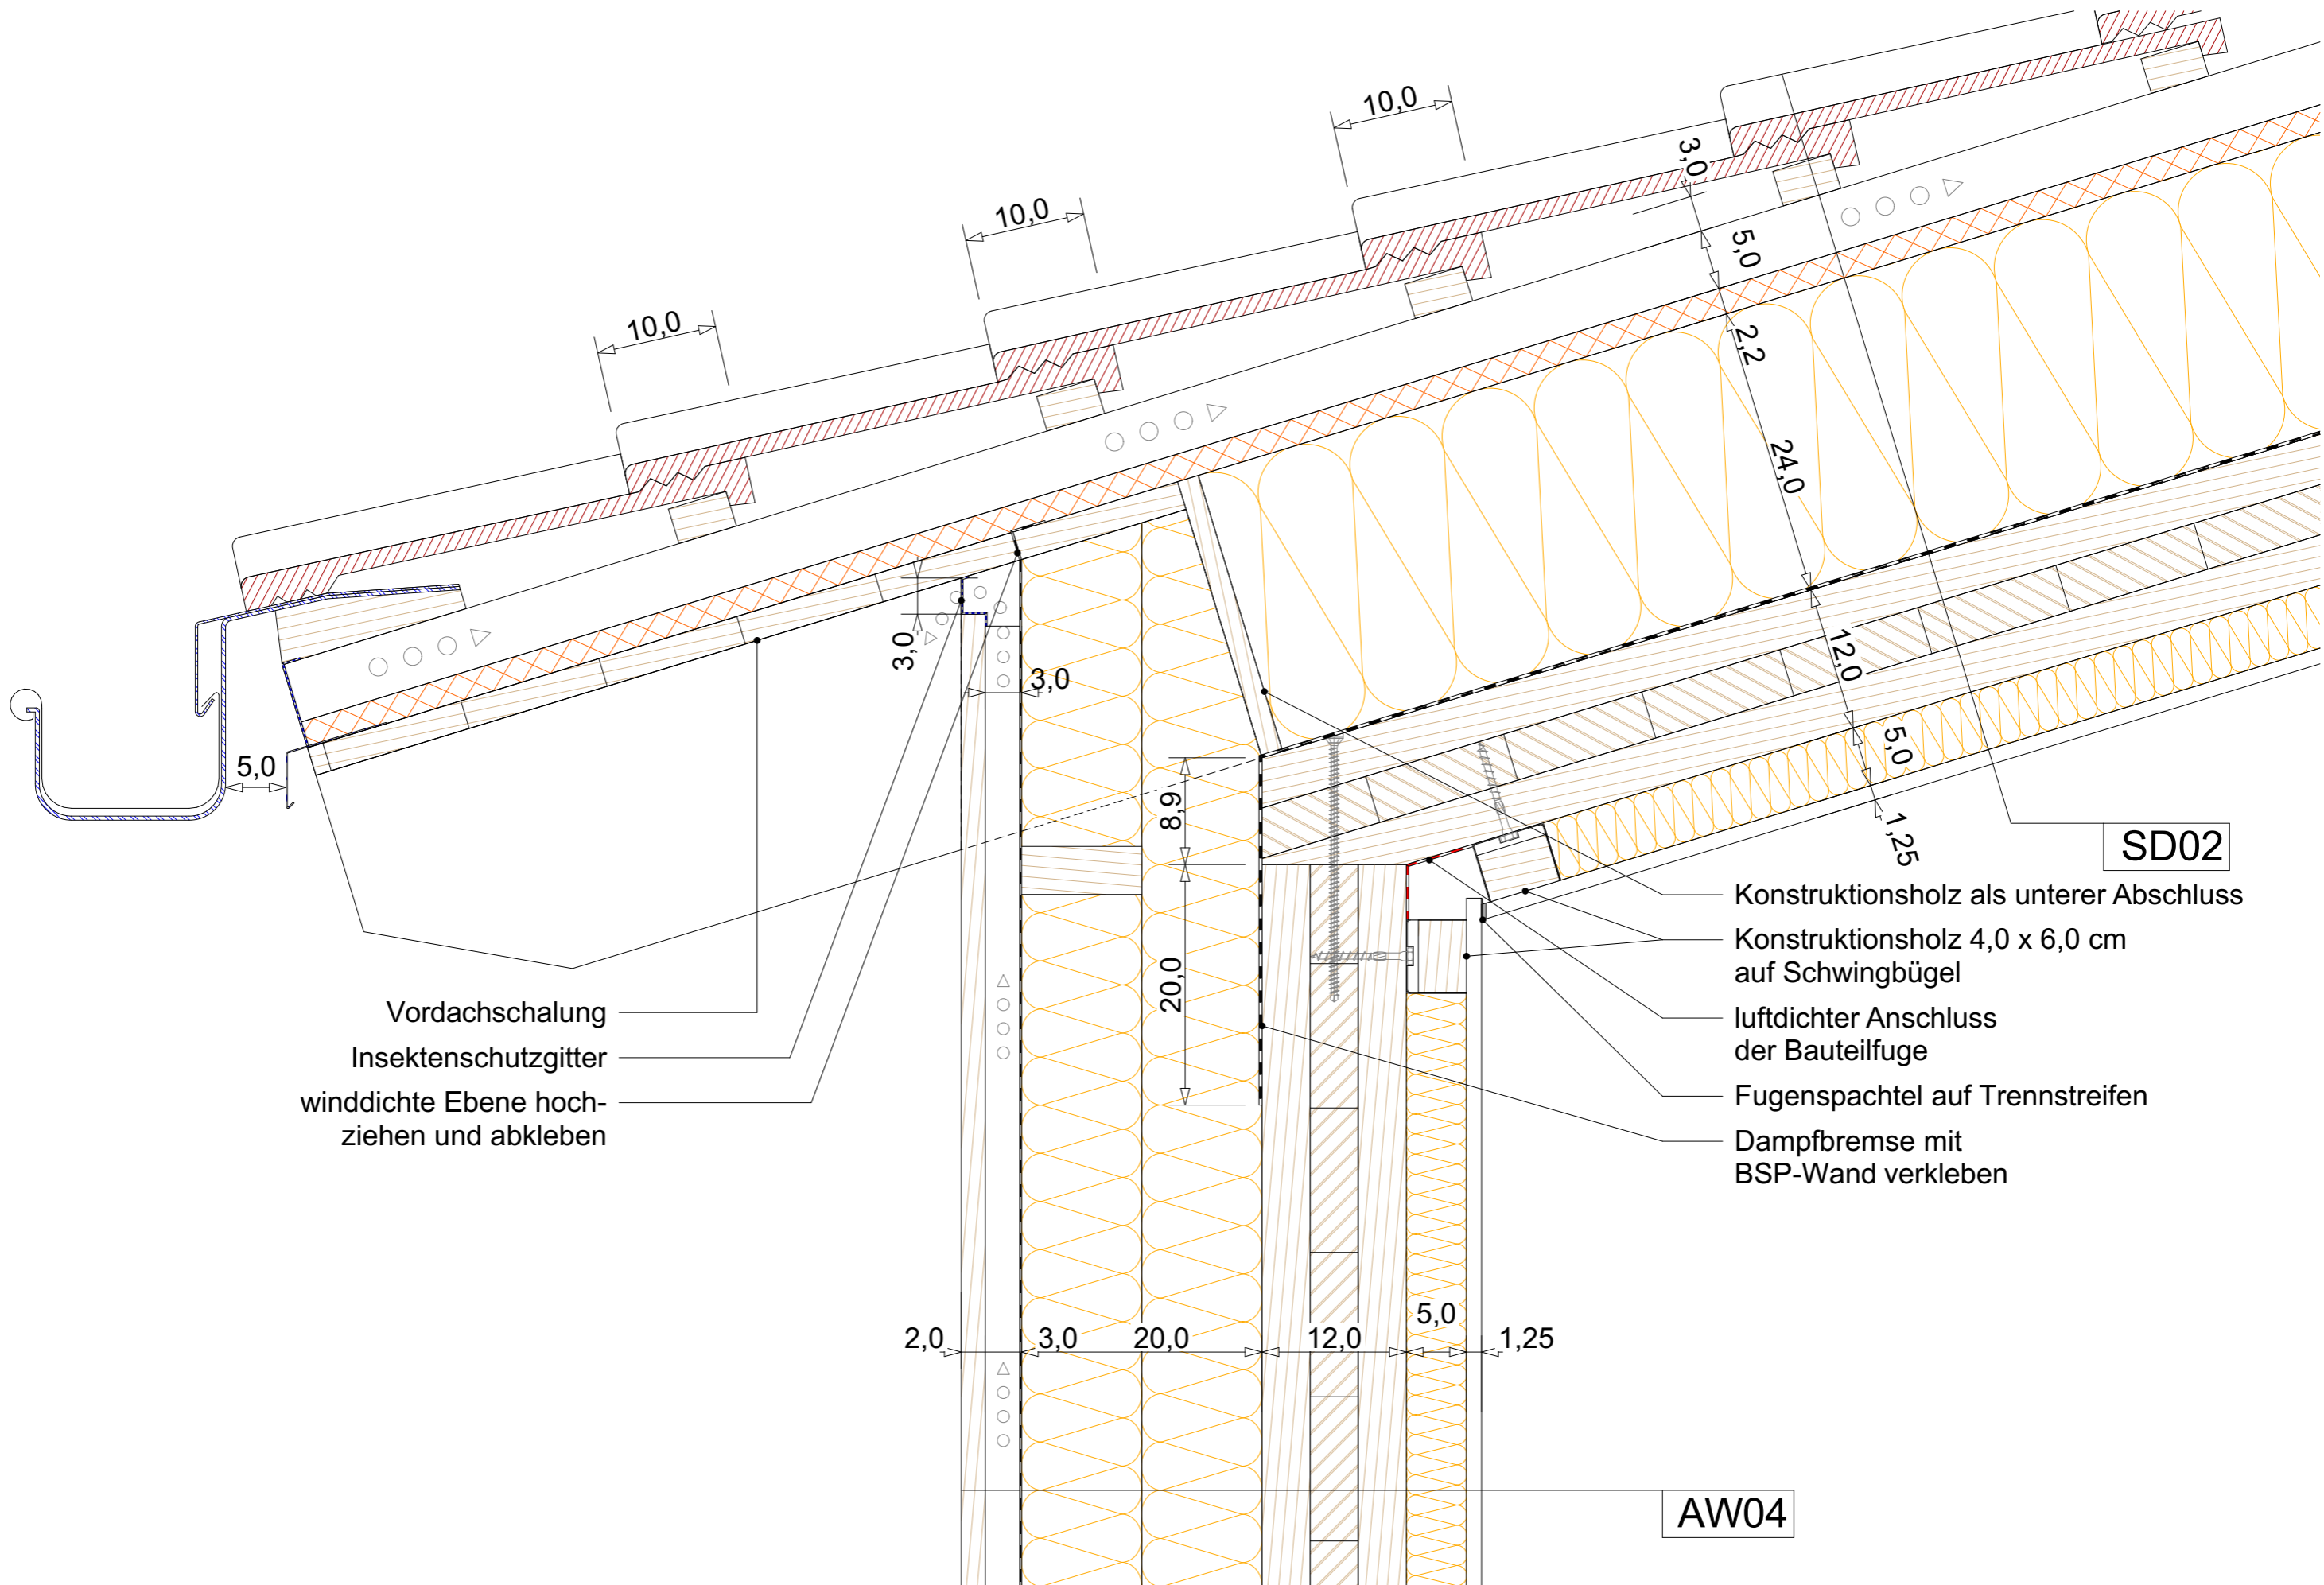 10,0
10,0
10,0
10,0
3,0
5,0
2,2
24,0
12,0
5,0
1,25
3,0
3,0
5,0
8,9
20,0
SD02
Konstruktionsholz als unterer Abschluss
Konstruktionsholz 4,0 x 6,0 cm
auf Schwingbügel
luftdichter Anschluss
der Bauteilfuge
Fugenspachtel auf Trennstreifen
Dampfbremse mit
BSP-Wand verkleben
Vordachschalung
Insektenschutzgitter
winddichte Ebene hoch-
ziehen und abkleben
2,0
3,0
20,0
12,0
5,0
1,25
AW04